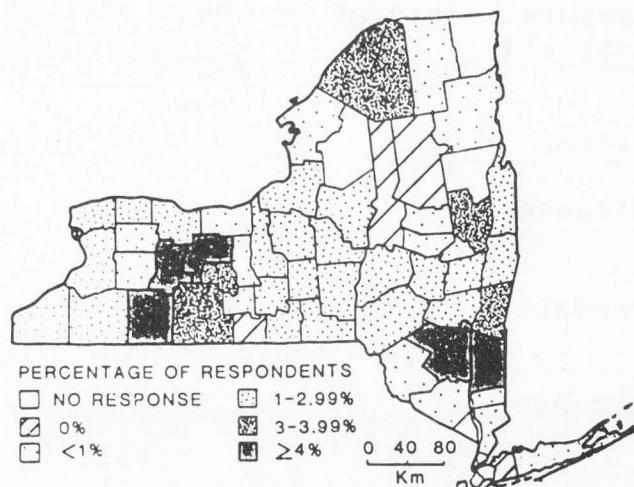 PERCENTAGE OF RESPONDENTS
NO RESPONSE
0%
<1%
1-2.99%
3-3.99%
≥4%
0 40 80
Km